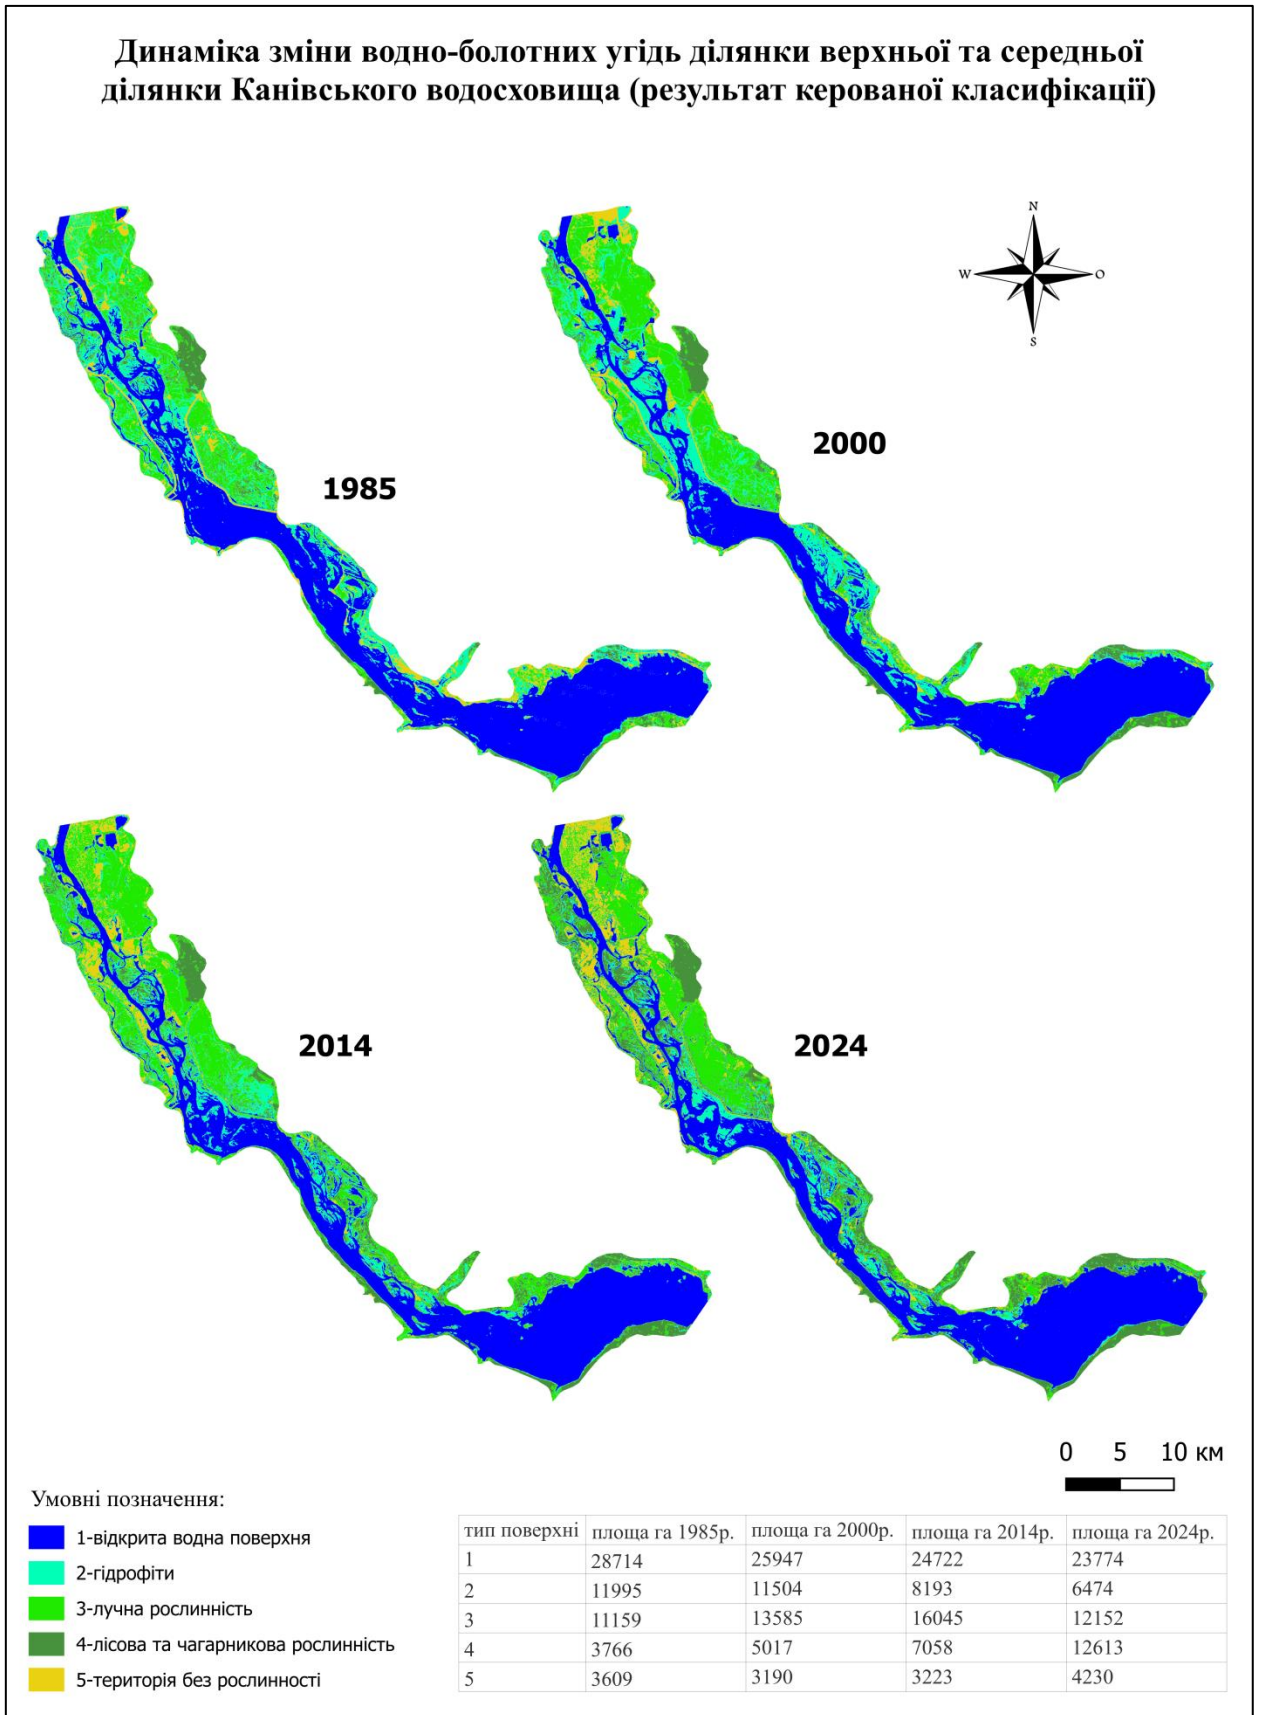 Динаміка зміни водно-болотних угідь ділянки верхньої та середньої
ділянки Канівського водосховища (результат керованої класифікації)
N
W O
S
1985
2000
2014
2024
0 5 10 км
Умовні позначення:
1-відкрита водна поверхня
2-гідрофіти
3-лучна рослинність
4-лісова та чагарникова рослинність
5-територія без рослинності
тип поверхні площа га 1985р. площа га 2000р. площа га 2014р. площа га 2024р.
1 28714 25947 24722 23774
2 11995 11504 8193 6474
3 11159 13585 16045 12152
4 3766 5017 7058 12613
5 3609 3190 3223 4230